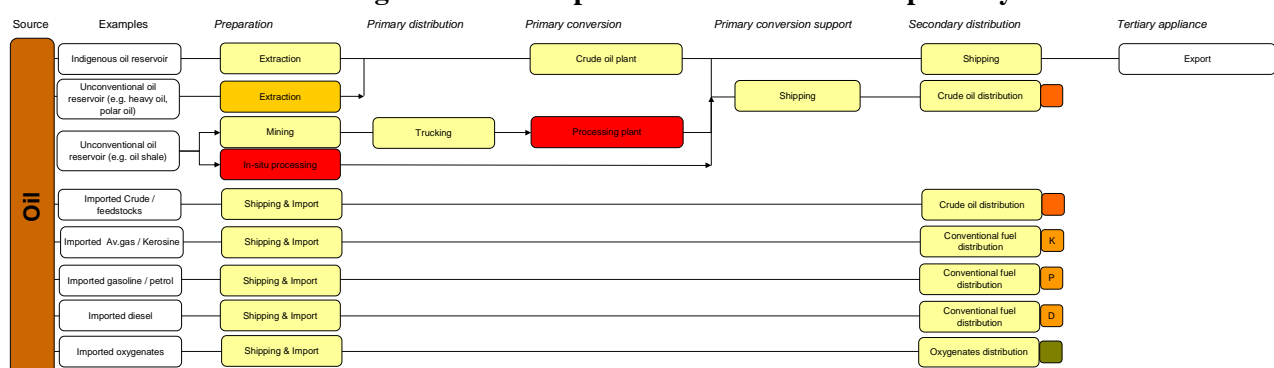 Source Examples Preparation Primary distribution Primary conversion Primary conversion support Secondary distribution Tertiary appliance
Oil
Indigenous oil reservoir
Extraction
Crude oil plant
Shipping
Export
Unconventional oil
reservoir (e.g. heavy oil,
polar oil)
Extraction
Shipping
Crude oil distribution
Unconventional oil
reservoir (e.g. oil shale)
Mining
Trucking
Processing plant
In-situ processing
Imported Crude /
feedstocks
Shipping & Import
Crude oil distribution
Imported Av.gas / Kerosine
Shipping & Import
Conventional fuel
distribution
K
Imported gasoline / petrol
Shipping & Import
Conventional fuel
distribution
P
Imported diesel
Shipping & Import
Conventional fuel
distribution
D
Imported oxygenates
Shipping & Import
Oxygenates distribution